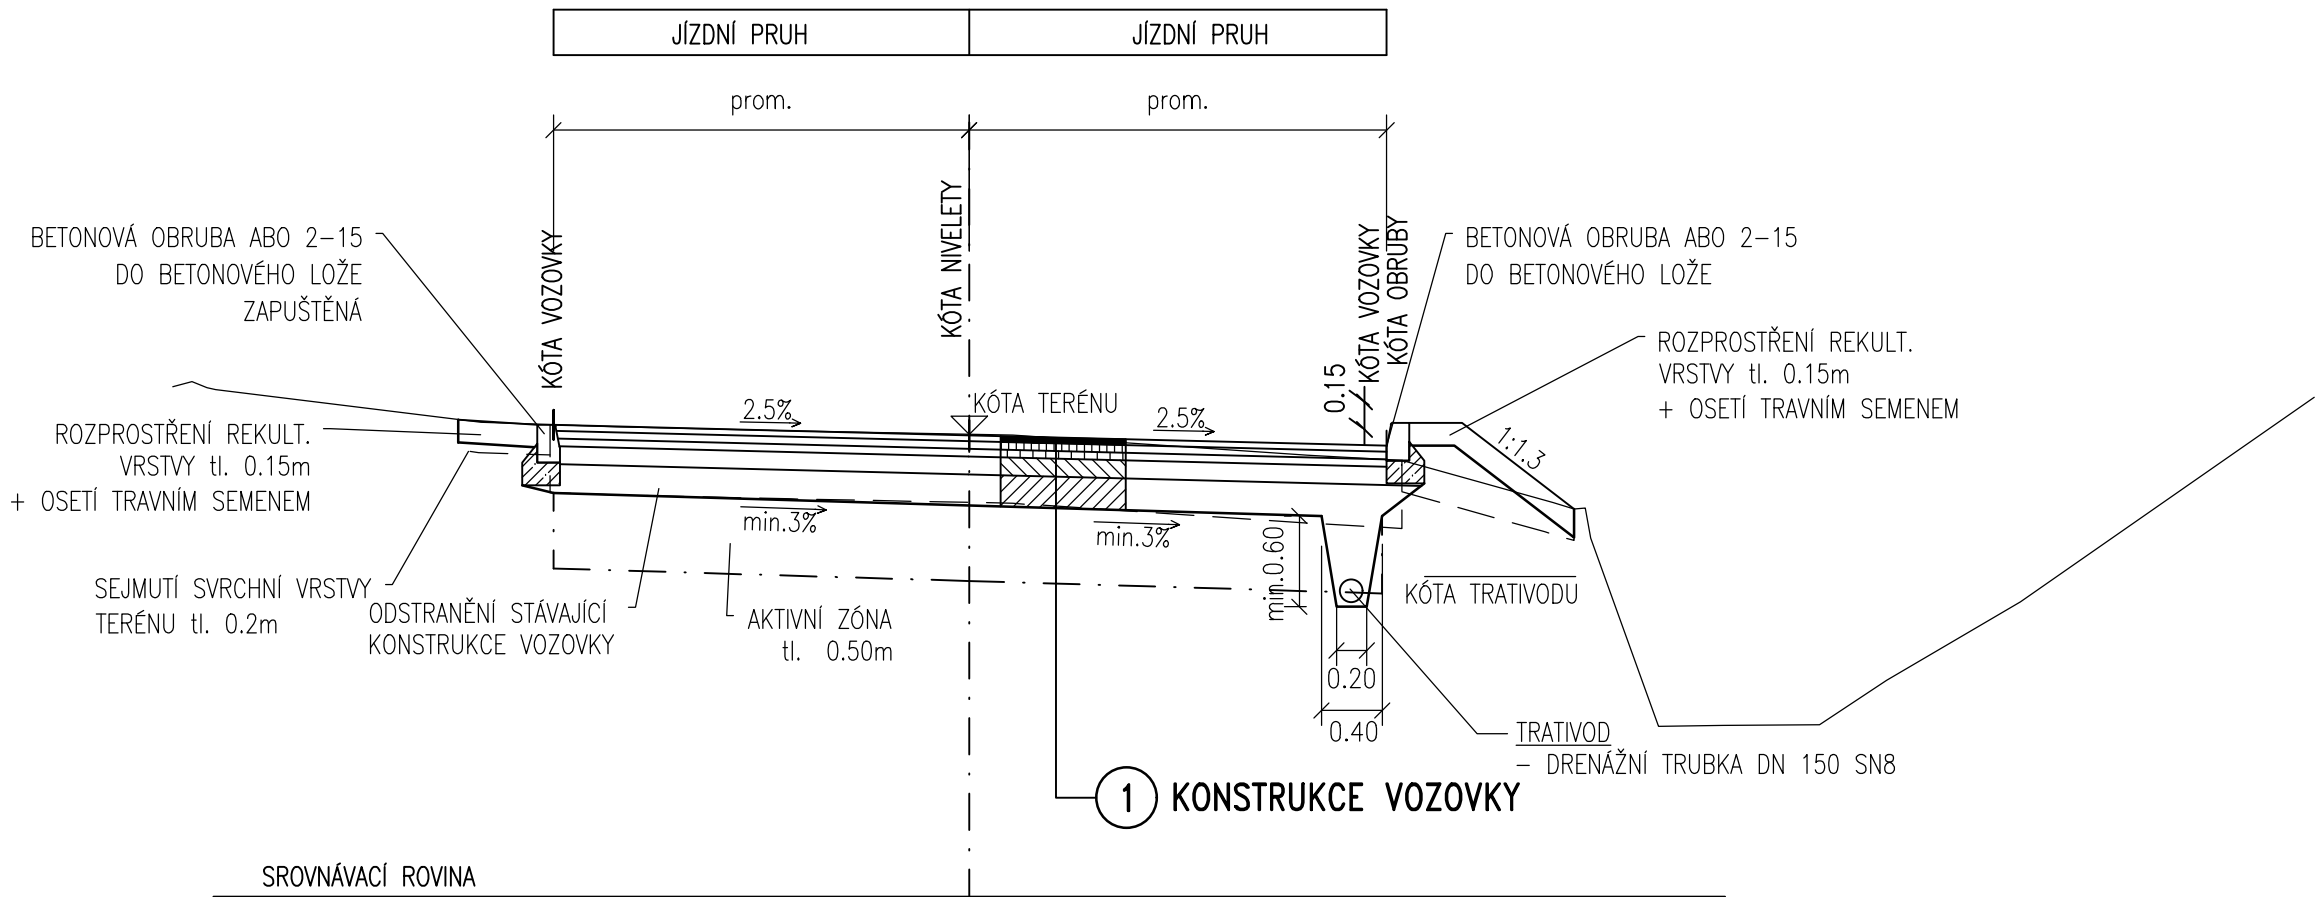 JÍZDNÍ PRUH
JÍZDNÍ PRUH
prom.
prom.
KÓTA VOZOVKY
KÓTA NIVELETY
KÓTA VOZOVKY
KÓTA OBRUBY
BETONOVÁ OBRUBA ABO 2-15
DO BETONOVÉHO LOŽE
ZAPUŠTĚNÁ
BETONOVÁ OBRUBA ABO 2-15
DO BETONOVÉHO LOŽE
ROZPROSTŘENÍ REKULT.
VRSTVY tl. 0.15m
+ OSETÍ TRAVNÍM SEMENEM
0.15
2.5%
KÓTA TERÉNU
2.5%
1:1.3
ROZPROSTŘENÍ REKULT.
VRSTVY tl. 0.15m
+ OSETÍ TRAVNÍM SEMENEM
min.3%
min.3%
min.0.60
SEJMUTÍ SVRCHNÍ VRSTVY
TERÉNU tl. 0.2m
ODSTRANĚNÍ STÁVAJÍCÍ
KONSTRUKCE VOZOVKY
AKTIVNÍ ZÓNA
tl. 0.50m
KÓTA TRATIVODU
0.20
0.40
TRATIVOD
- DRENÁŽNÍ TRUBKA DN 150 SN8
1 KONSTRUKCE VOZOVKY
SROVNÁVACÍ ROVINA